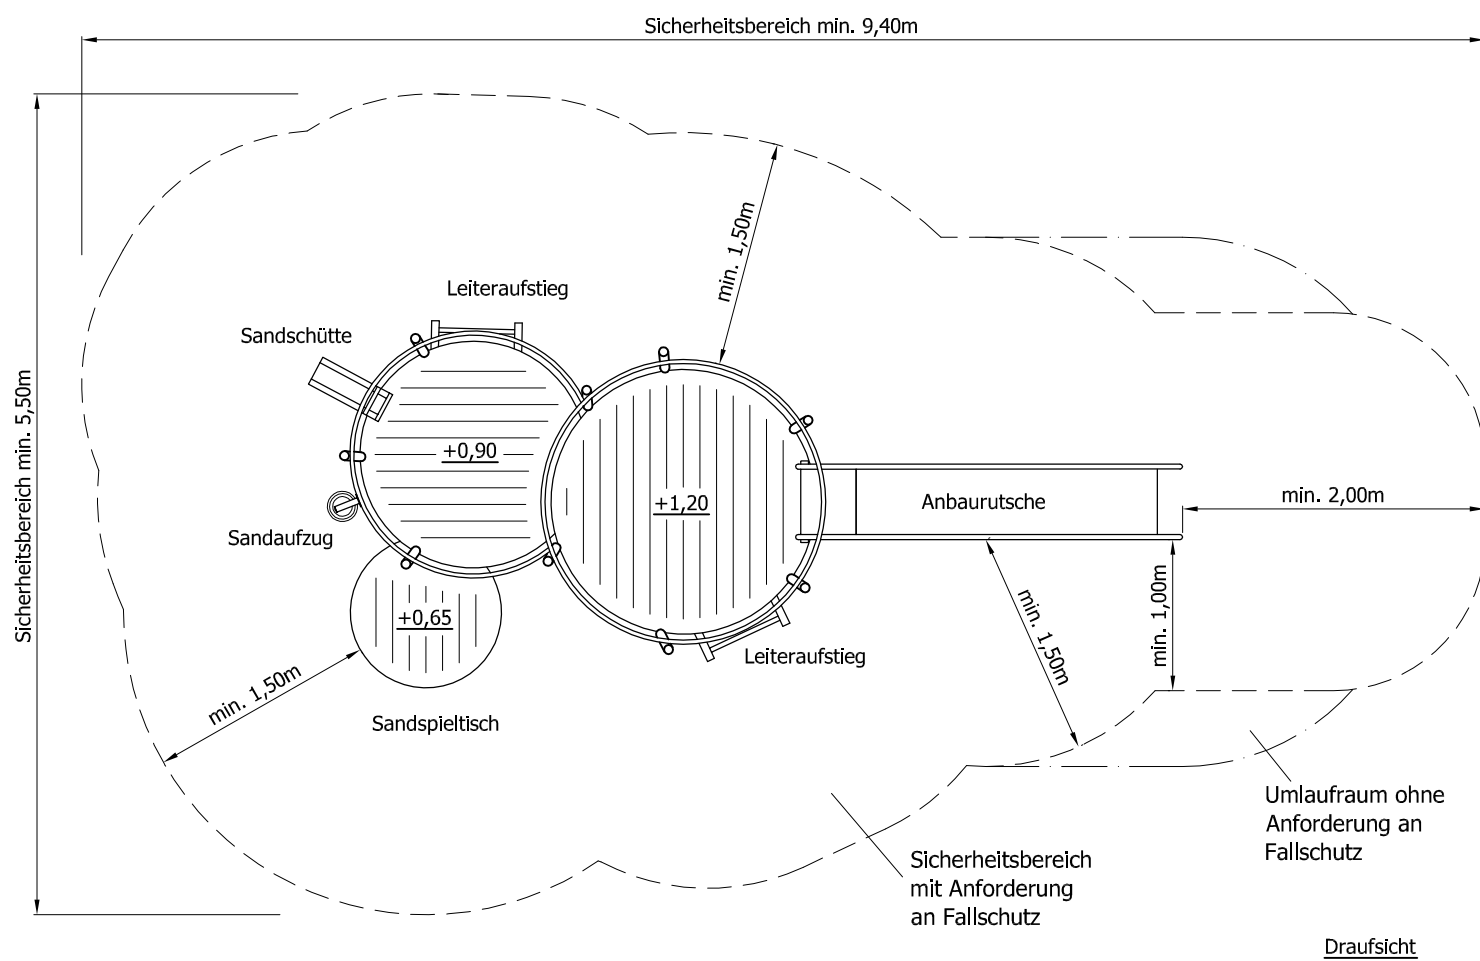 Sicherheitsbereich min. 9,40m
Sicherheitsbereich min. 5,50m
min. 1,50m
Leiteraufstieg
Sandschütte
+0,90
+1,20
Anbaurutsche
min. 2,00m
Sandaufzug
+0,65
min. 1,50m
min. 1,00m
Leiteraufstieg
min. 1,50m
Sandspieltisch
Umlaufraum ohne
Anforderung an
Fallschutz
Sicherheitsbereich
mit Anforderung
an Fallschutz
Draufsicht